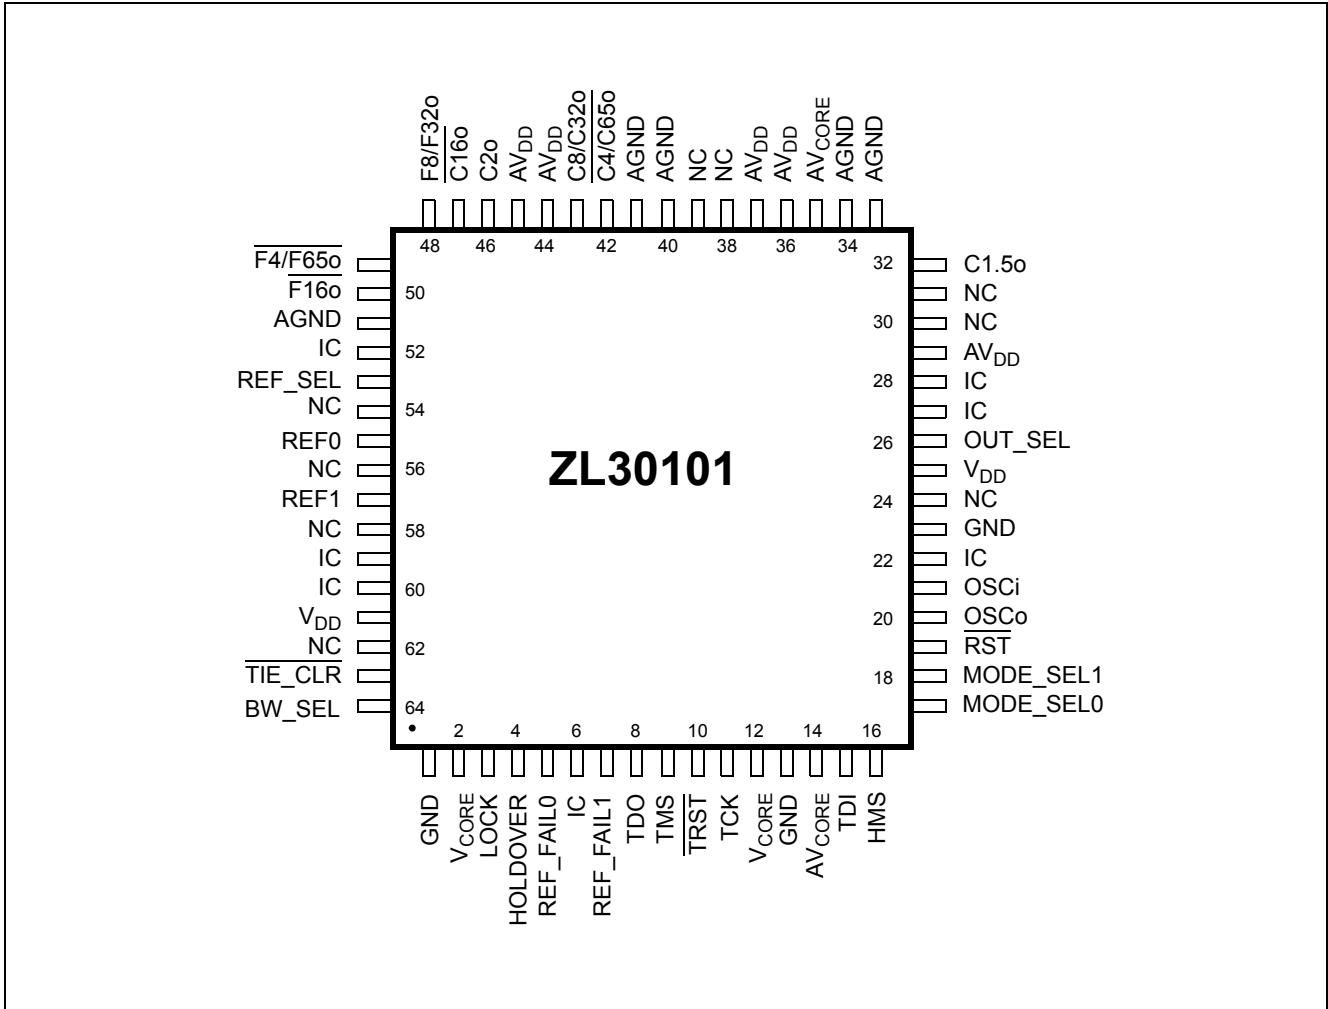 F8/F32o
C16o
C2o
AVDD
AVDD
C8/C32o
C4/C65o
AGND
AGND
NC
NC
AVDD
AVDD
AVCORE
AGND
AGND
48 46 44 42 40 38 36 34
F4/F65o
F16o
AGND
IC
REF_SEL
NC
REF0
NC
REF1
NC
IC
IC
VDD
NC
TIE_CLR
BW_SEL
50
52
54
56
58
60
62
64
ZL30101
32
30
28
26
24
22
20
18
C1.5o
NC
NC
AVDD
IC
IC
OUT_SEL
VDD
NC
GND
IC
OSCi
OSCo
RST
MODE_SEL1
MODE_SEL0
2 4 6 8 10 12 14 16
GND
VCORE
LOCK
HOLDOVER
REF_FAIL0
IC
REF_FAIL1
TDO
TMS
TRST
TCK
VCORE
GND
AVCORE
TDI
HMS